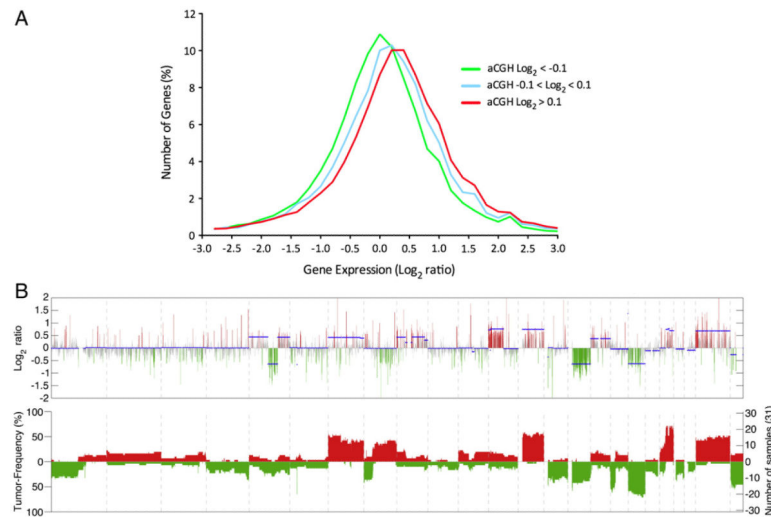 A
Number of Genes (%)
12
10
8
6
4
2
0
-3.0 -2.5 -2.0 -1.5 -1.0 -0.5 0.0 0.5 1.0 1.5 2.0 2.5 3.0
Gene Expression (Log2 ratio)
aCGH Log2 < -0.1
aCGH -0.1 < Log2 < 0.1
aCGH Log2 > 0.1
B
Log2 ratio
2
1.5
1
0.5
0
-0.5
-1
-1.5
-2
Tumor-Frequency (%)
100
50
0
50
100
30
20
10
0
-10
-20
-30
Number of samples (31)